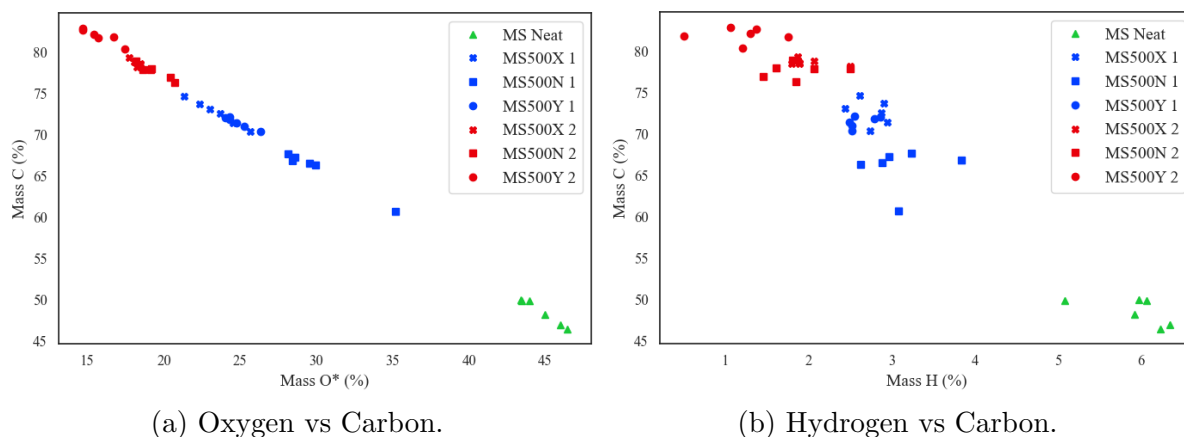 MS Neat
MS500X 1
MS500N 1
MS500Y 1
MS500X 2
MS500N 2
MS500Y 2
80
75
70
65
60
55
50
45
Mass C (%)
15 20 25 30 35 40 45
Mass O* (%)
(a) Oxygen vs Carbon.
MS Neat
MS500X 1
MS500N 1
MS500Y 1
MS500X 2
MS500N 2
MS500Y 2
80
75
70
65
60
55
50
45
Mass C (%)
1 2 3 4 5 6
Mass H (%)
(b) Hydrogen vs Carbon.